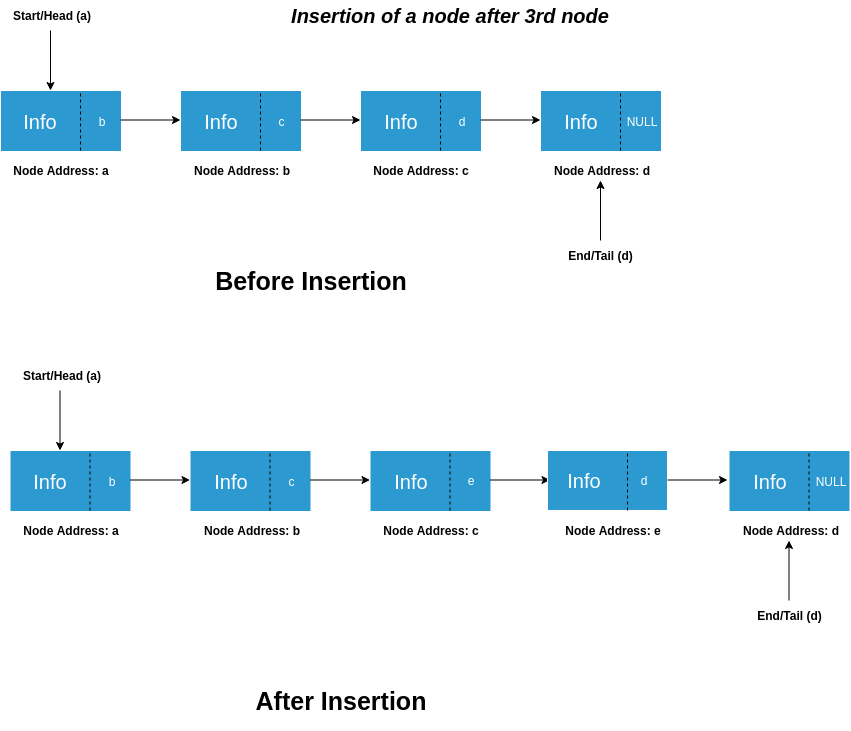 Start/Head (a)
Insertion of a node after 3rd node
Info b
Info c
Info d
Info NULL
Node Address: a
Node Address: b
Node Address: c
Node Address: d
End/Tail (d)
Before Insertion
Start/Head (a)
Info b
Info c
Info e
Info d
Info NULL
Node Address: a
Node Address: b
Node Address: c
Node Address: e
Node Address: d
End/Tail (d)
After Insertion